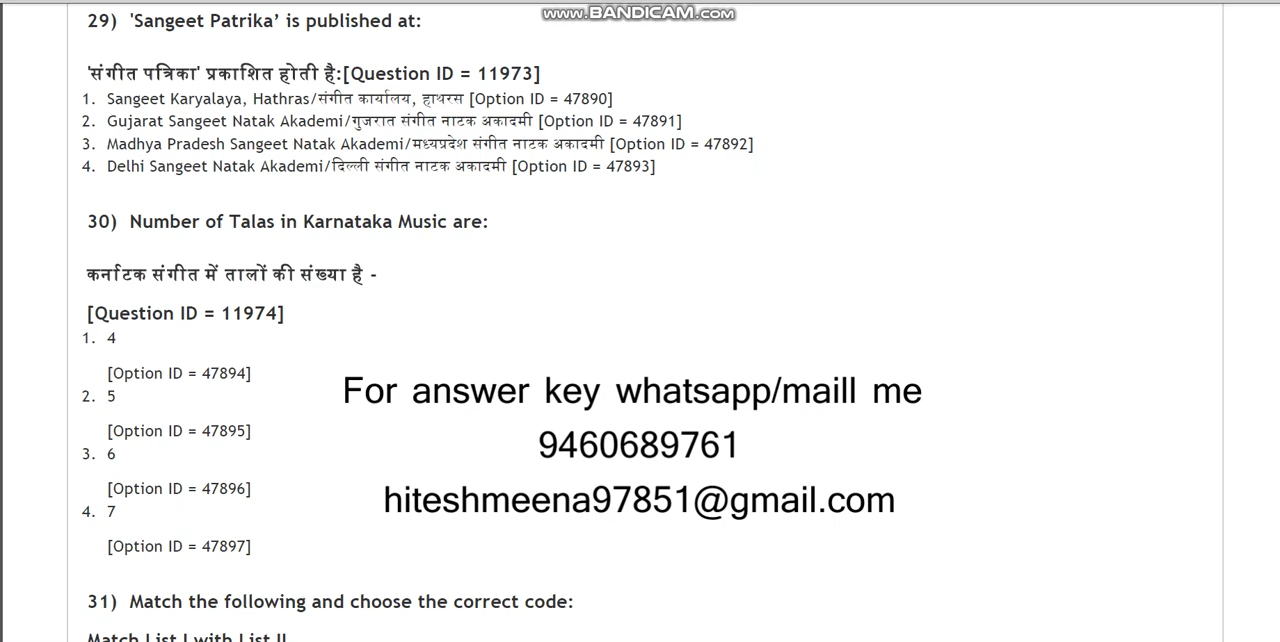 www.BANDICAM.com
29) 'Sangeet Patrika’ is published at:
'संगीत पत्रिका' प्रकाशित होती है:[Question ID = 11973]
1. Sangeet Karyalaya, Hathras/संगीत कार्यालय, हाथरस [Option ID = 47890]
2. Gujarat Sangeet Natak Akademi/गुजरात संगीत नाटक अकादमी [Option ID = 47891]
3. Madhya Pradesh Sangeet Natak Akademi/मध्यप्रदेश संगीत नाटक अकादमी [Option ID = 47892]
4. Delhi Sangeet Natak Akademi/दिल्ली संगीत नाटक अकादमी [Option ID = 47893]
30) Number of Talas in Karnataka Music are:
कर्नाटक संगीत में तालों की संख्या है -
[Question ID = 11974]
1. 4
[Option ID = 47894]
2. 5
[Option ID = 47895]
3. 6
[Option ID = 47896]
4. 7
[Option ID = 47897]
For answer key whatsapp/maill me
9460689761
hiteshmeena97851@gmail.com
31) Match the following and choose the correct code:
Match List I with List II